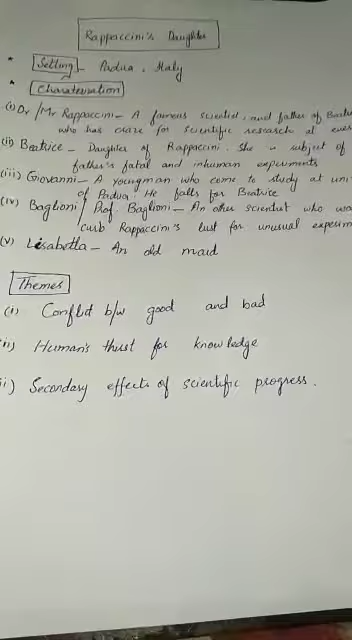 Rappaccini's Daughter
* Setting - Padua, Italy
* Characterisation
(i) Dr/Mr Rappaccini - A famous scientist, and father of Beatri
who has craze for scientific research at ever
(ii) Beatrice - Daughter of Rappaccini. She is subject of
father's fatal and inhuman experiments
(iii) Giovanni - A youngman who come to study at uni
of Padua. He falls for Beatrice
(iv) Baglioni / Prof. Baglioni - An other scientist who wa
curb Rappaccini's lust for unusual experim
(v) Lisabetta - An old maid
Themes
(i) Conflict b/w good and bad
ii) Human's thust for knowledge
ii) Secondary effects of scientific progress.